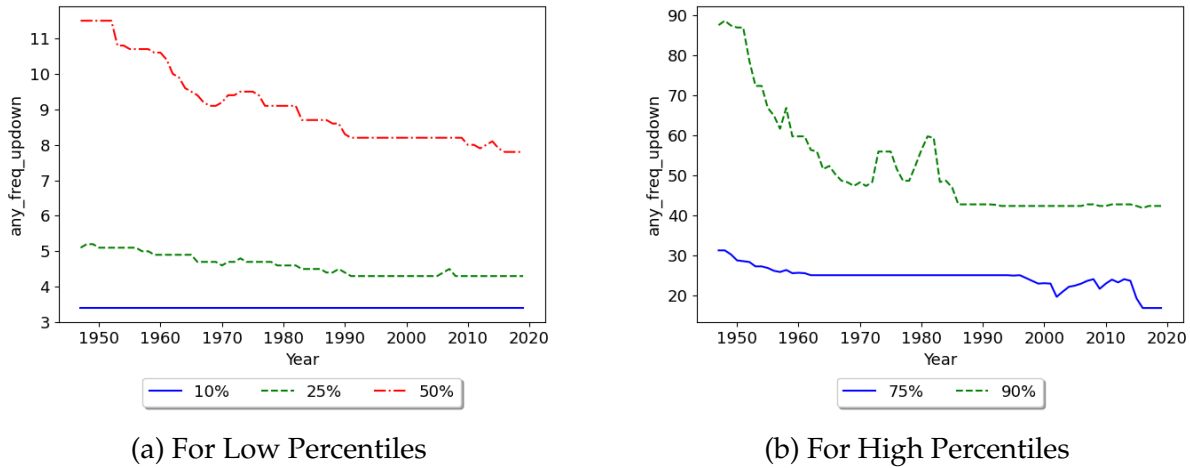 any_freq_updown
11
10
9
8
7
6
5
4
3
1950 1960 1970 1980 1990 2000 2010 2020
Year
10% 25% 50%
(a) For Low Percentiles
any_freq_updown
90
80
70
60
50
40
30
20
1950 1960 1970 1980 1990 2000 2010 2020
Year
75% 90%
(b) For High Percentiles